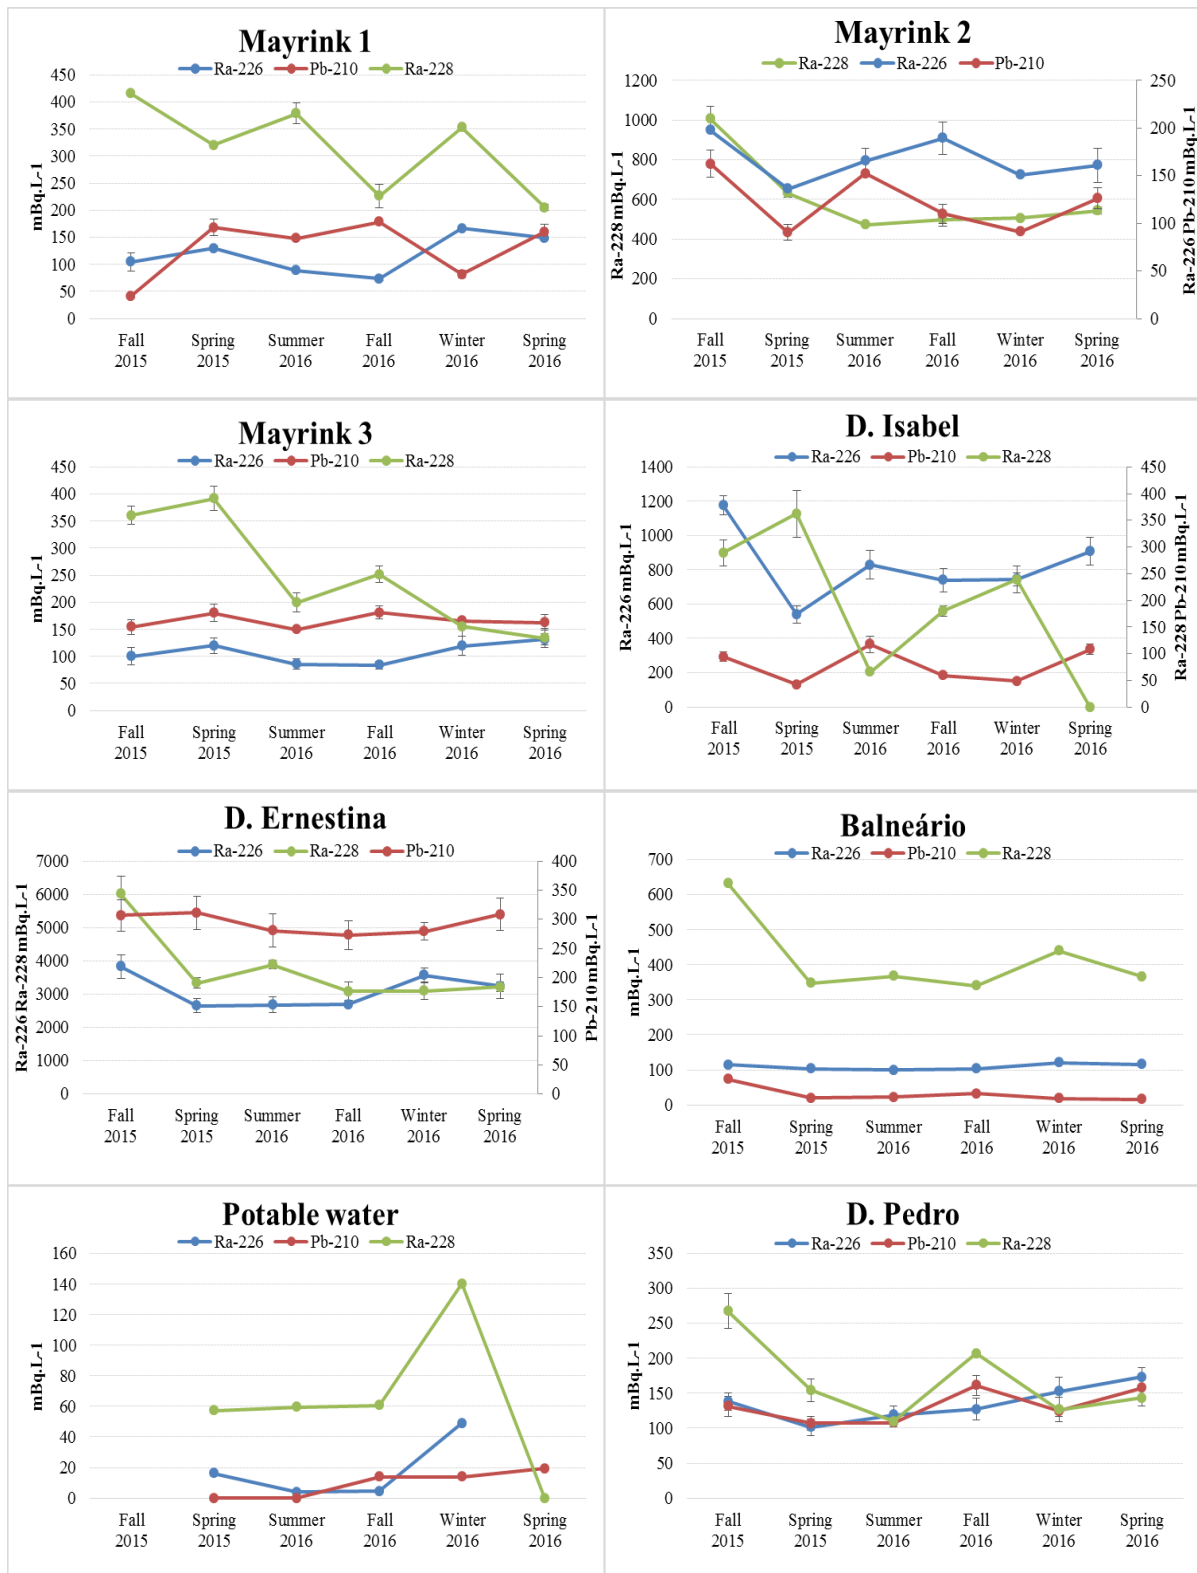 Mayrink 1
Ra-226 Pb-210 Ra-228
mBq.L-1
450
400
350
300
250
200
150
100
50
0
Fall Spring Summer Fall Winter Spring
2015 2015 2016 2016 2016 2016
Mayrink 2
Ra-228 Ra-226 Pb-210
Ra-228 mBq.L-1
1200
1000
800
600
400
200
0
250
200
150
100
50
0
Ra-226 Pb-210 mBq.L-1
Fall Spring Summer Fall Winter Spring
2015 2015 2016 2016 2016 2016
Mayrink 3
Ra-226 Pb-210 Ra-228
mBq.L-1
450
400
350
300
250
200
150
100
50
0
Fall Spring Summer Fall Winter Spring
2015 2015 2016 2016 2016 2016
D. Isabel
Ra-226 Pb-210 Ra-228
Ra-226 mBq.L-1
1400
1200
1000
800
600
400
200
0
450
400
350
300
250
200
150
100
50
0
Ra-228 Pb-210 mBq.L-1
Fall Spring Summer Fall Winter Spring
2015 2015 2016 2016 2016 2016
D. Ernestina
Ra-226 Ra-228 Pb-210
Ra-226 Ra-228 mBq.L-1
7000
6000
5000
4000
3000
2000
1000
0
400
350
300
250
200
150
100
50
0
Pb-210 mBq.L-1
Fall Spring Summer Fall Winter Spring
2015 2015 2016 2016 2016 2016
Balneário
Ra-226 Pb-210 Ra-228
mBq.L-1
700
600
500
400
300
200
100
0
Fall Spring Summer Fall Winter Spring
2015 2015 2016 2016 2016 2016
Potable water
Ra-226 Pb-210 Ra-228
mBq.L-1
160
140
120
100
80
60
40
20
0
Fall Spring Summer Fall Winter Spring
2015 2015 2016 2016 2016 2016
D. Pedro
Ra-226 Pb-210 Ra-228
mBq.L-1
350
300
250
200
150
100
50
0
Fall Spring Summer Fall Winter Spring
2015 2015 2016 2016 2016 2016